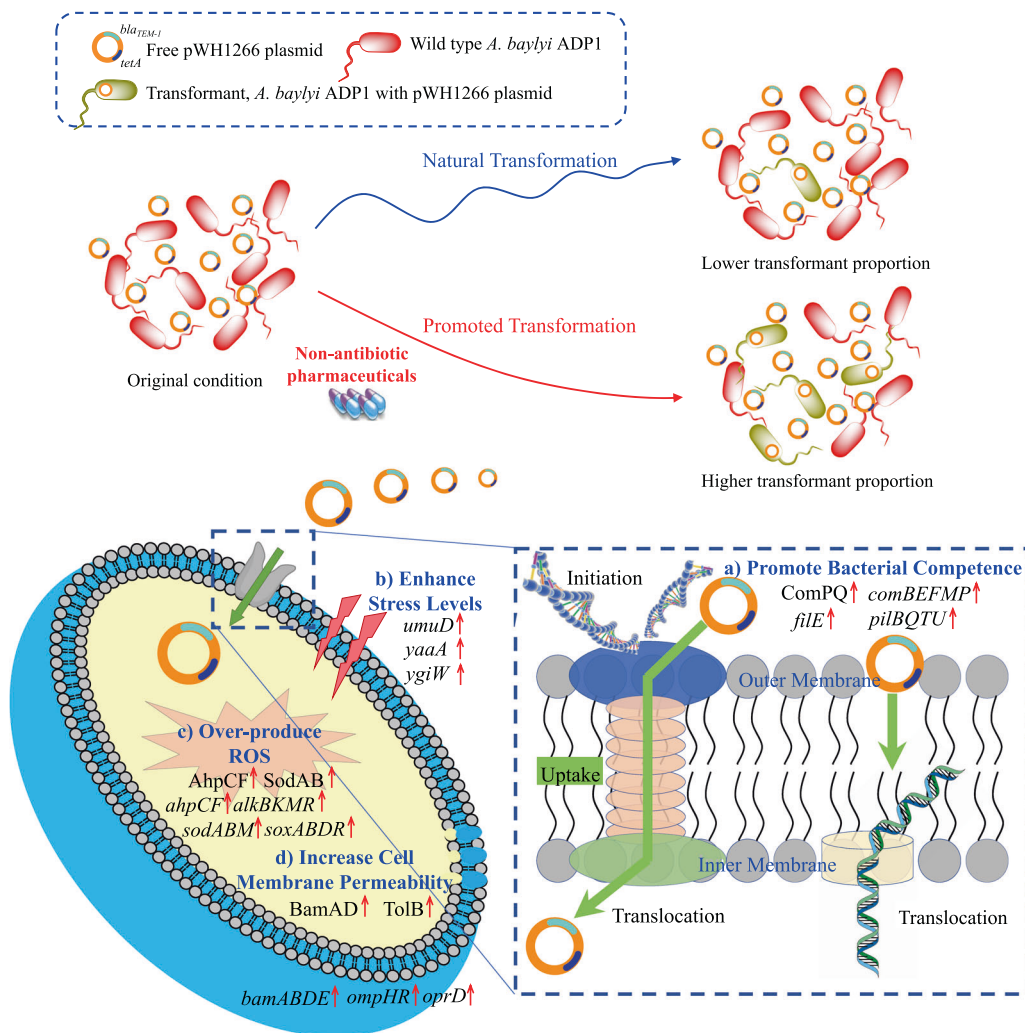 bla_TEM-1
tetA
Free pWH1266 plasmid
Wild type A. baylyi ADP1
Transformant, A. baylyi ADP1 with pWH1266 plasmid
Natural Transformation
Lower transformant proportion
Original condition
Promoted Transformation
Non-antibiotic
pharmaceuticals
Higher transformant proportion
b) Enhance
Stress Levels
umuD↑
yaaA↑
ygiW↑
c) Over-produce
ROS
AhpCF↑ SodAB↑
ahpCF↑ alkBKMR↑
sodABM↑ soxABDR↑
d) Increase Cell
Membrane Permeability
BamAD↑ TolB↑
bamABDE↑ ompHR↑ oprD↑
Initiation
a) Promote Bacterial Competence
ComPQ↑ comBEFMP↑
filE↑ pilBQTU↑
Outer Membrane
Uptake
Inner Membrane
Translocation
Translocation